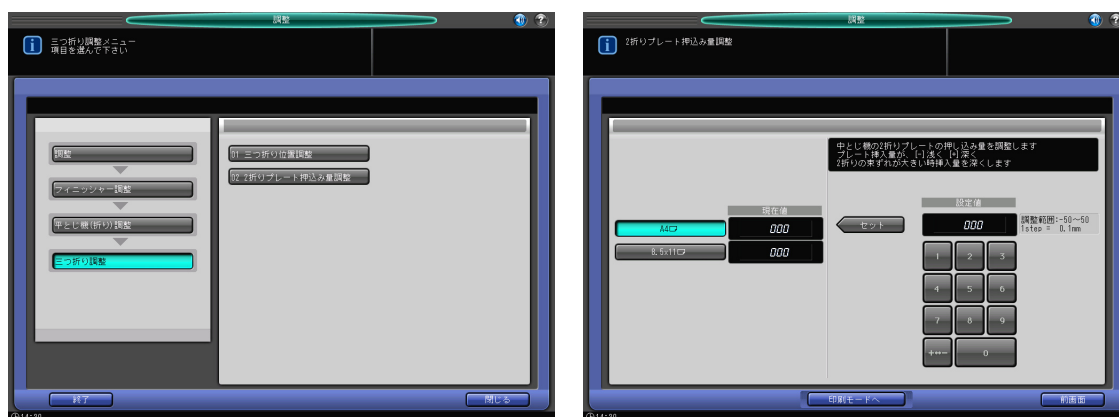 調整
三つ折り調整メニュー
項目を選んで下さい
調整
フィニッシャー調整
平とじ機(折り)調整
三つ折り調整
01 三つ折り位置調整
02 2折りプレート押込み量調整
終了
閉じる
14:20
調整
2折りプレート押込み量調整
中とじ機の2折りプレートの押し込み量を調整します
プレート挿入量が、[-]浅く [+]深く
2折りの束ずれが大きい時挿入量を深くします
現在値
A4
000
8.5x11
000
セット
設定値
000
調整範囲:-50~50
1step = 0.1mm
1 2 3
4 5 6
7 8 9
+↔- 0
印刷モードへ
前画面
14:20